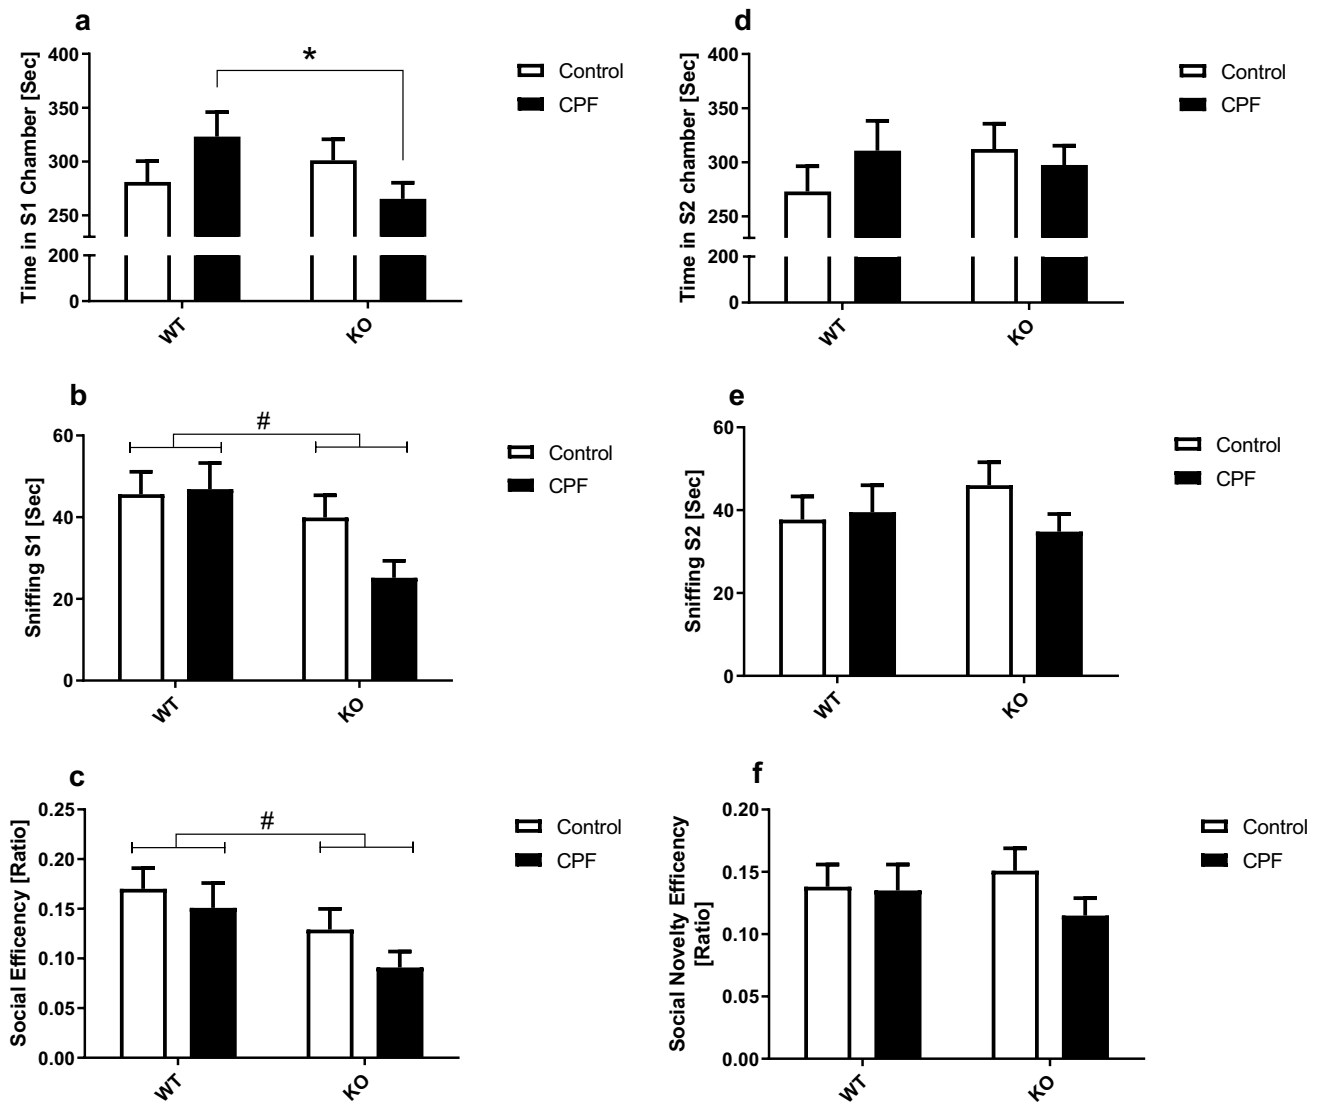 a
Time in S1 Chamber [Sec]
400
350
300
250
200
0
*
WT
KO
Control
CPF
d
Time in S2 chamber [Sec]
400
350
300
250
200
0
WT
KO
Control
CPF
b
Sniffing S1 [Sec]
60
40
20
0
#
WT
KO
Control
CPF
e
Sniffing S2 [Sec]
60
40
20
0
WT
KO
Control
CPF
c
Social Efficency [Ratio]
0.25
0.20
0.15
0.10
0.05
0.00
#
WT
KO
Control
CPF
f
Social Novelty Efficency
[Ratio]
0.20
0.15
0.10
0.05
0.00
WT
KO
Control
CPF